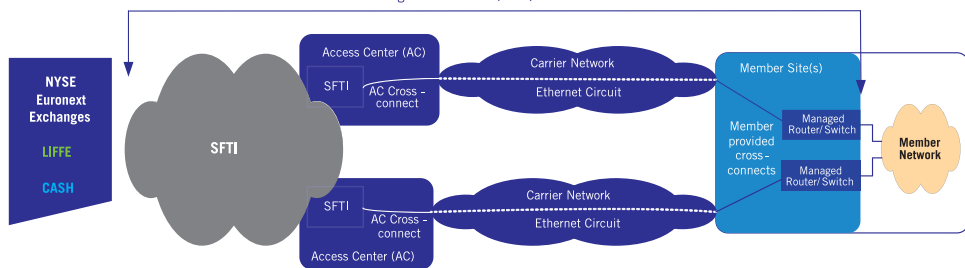 NYSE
Euronext
Exchanges
LIFFE
CASH
SFTI
Access Center (AC)
SFTI
AC Cross –
connect
Carrier Network
Ethernet Circuit
Member Site(s)
Member
provided
cross–
connects
Managed
Router/Switch
Managed
Router/Switch
Member
Network
SFTI
AC Cross –
connect
Access Center (AC)
Carrier Network
Ethernet Circuit